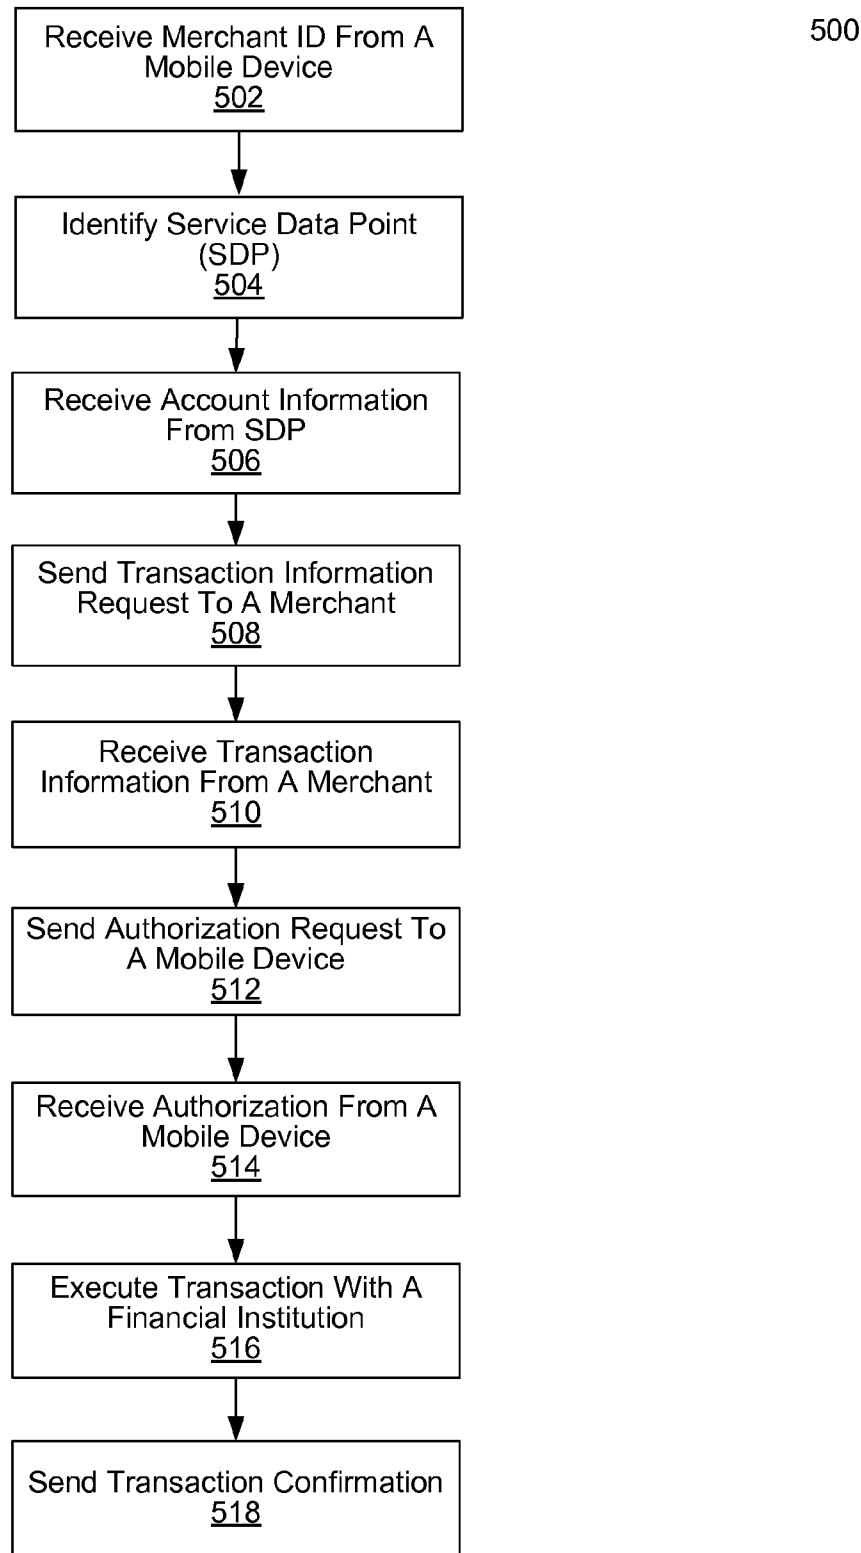 500
Receive Merchant ID From A
Mobile Device
502
Identify Service Data Point
(SDP)
504
Receive Account Information
From SDP
506
Send Transaction Information
Request To A Merchant
508
Receive Transaction
Information From A Merchant
510
Send Authorization Request To
A Mobile Device
512
Receive Authorization From A
Mobile Device
514
Execute Transaction With A
Financial Institution
516
Send Transaction Confirmation
518